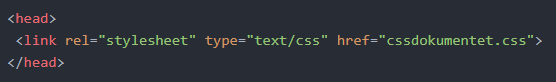 <head>
 <link rel="stylesheet" type="text/css" href="cssdokumentet.css">
</head>